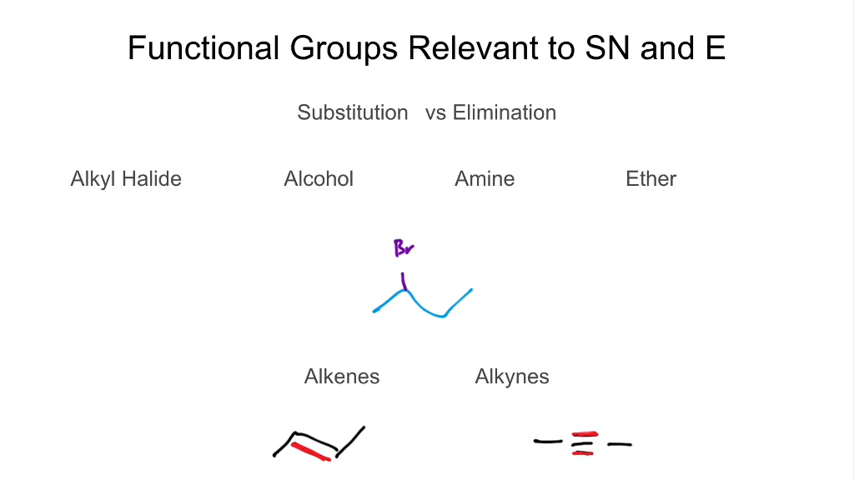 Functional Groups Relevant to SN and E
Substitution vs Elimination
Alkyl Halide Alcohol Amine Ether
Br
Alkenes Alkynes